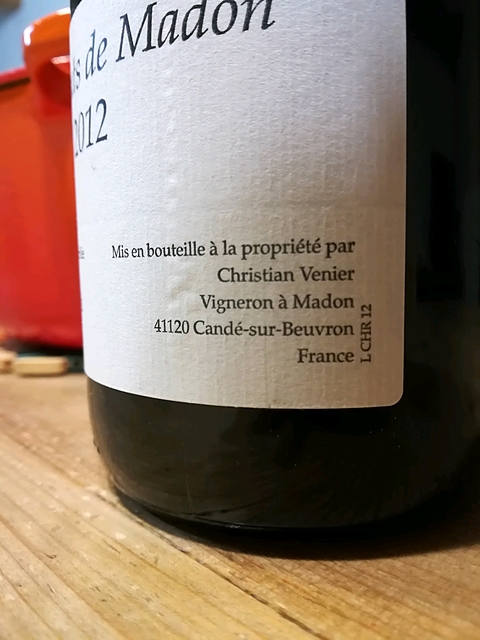 de Madon
2012
Mis en bouteille à la propriété par
Christian Venier
Vigneron à Madon
41120 Candé-sur-Beuvron
France
L CHR 12